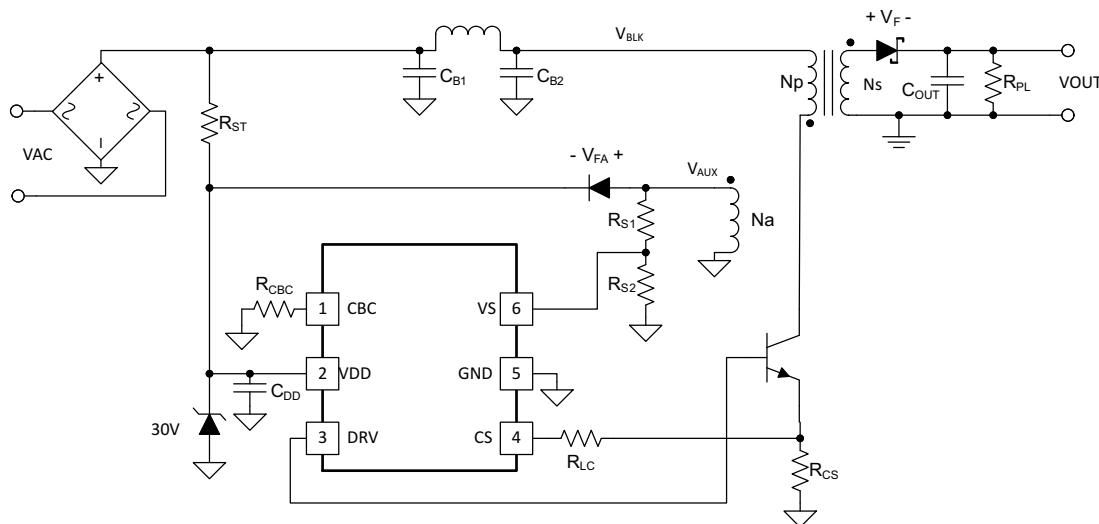 + V_F -
V_BLK
C_B1
C_B2
Np
Ns
C_OUT
R_PL
VOUT
+
-
VAC
R_ST
- V_FA +
V_AUX
R_S1
Na
R_S2
R_CBC
1 CBC
VS 6
2 VDD
GND 5
C_DD
30V
3 DRV
CS 4
R_LC
R_CS